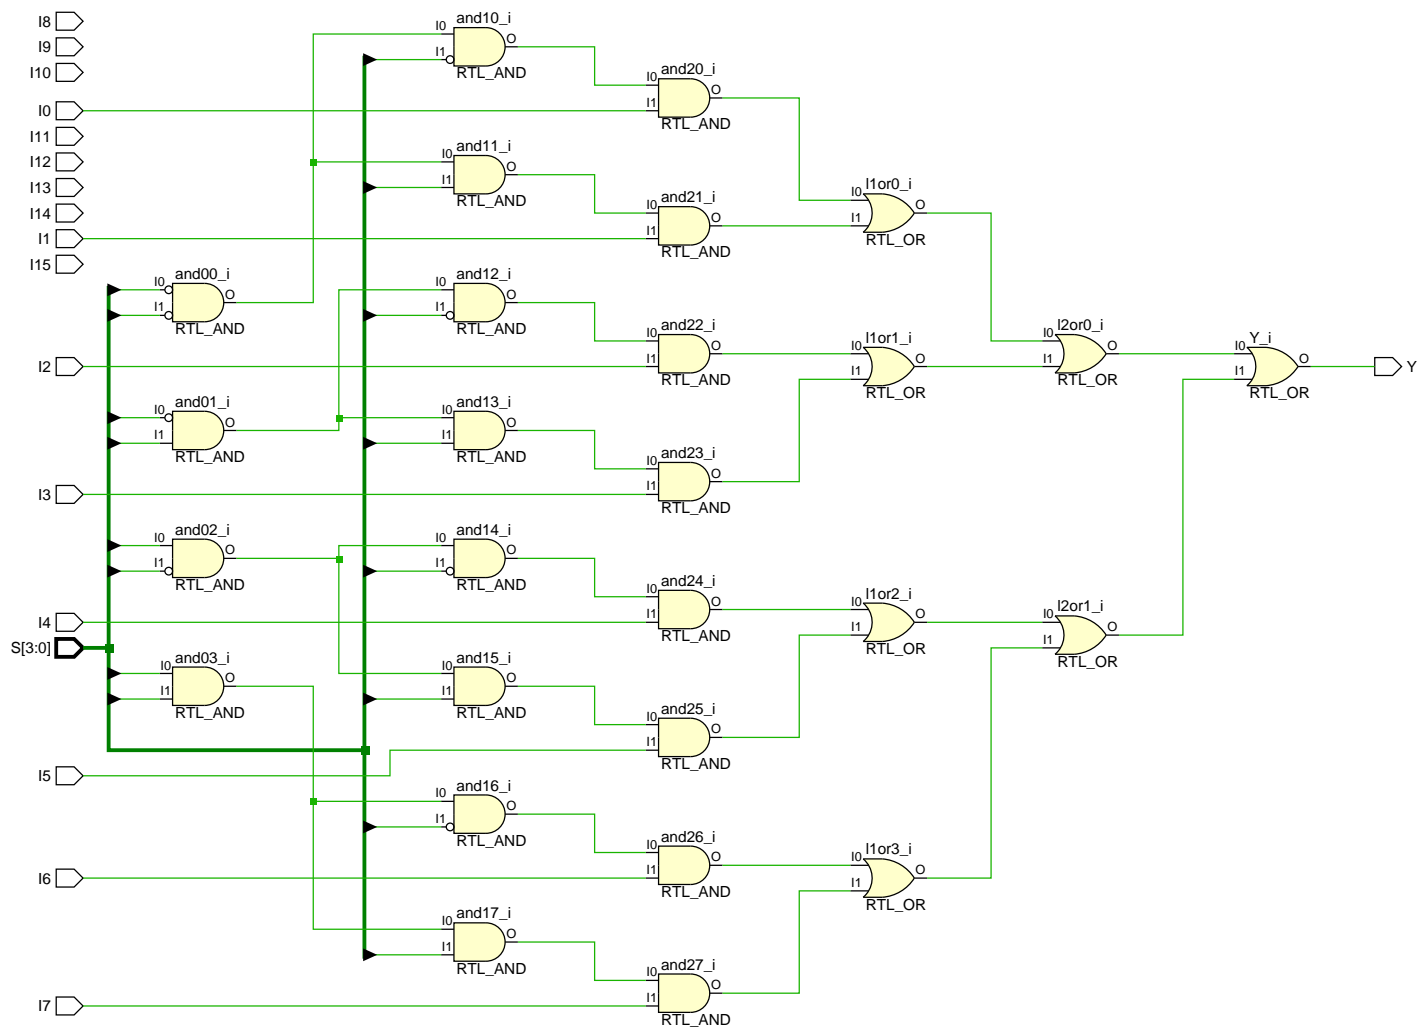 I8
I9
I10
I0
I11
I12
I13
I14
I1
I15
I2
I3
I4
S[3:0]
I5
I6
I7
and00_i
I0
I1
O
RTL_AND
and01_i
I0
I1
O
RTL_AND
and02_i
I0
I1
O
RTL_AND
and03_i
I0
I1
O
RTL_AND
and10_i
I0
I1
O
RTL_AND
and11_i
I0
I1
O
RTL_AND
and12_i
I0
I1
O
RTL_AND
and13_i
I0
I1
O
RTL_AND
and14_i
I0
I1
O
RTL_AND
and15_i
I0
I1
O
RTL_AND
and16_i
I0
I1
O
RTL_AND
and17_i
I0
I1
O
RTL_AND
and20_i
I0
I1
O
RTL_AND
and21_i
I0
I1
O
RTL_AND
and22_i
I0
I1
O
RTL_AND
and23_i
I0
I1
O
RTL_AND
and24_i
I0
I1
O
RTL_AND
and25_i
I0
I1
O
RTL_AND
and26_i
I0
I1
O
RTL_AND
and27_i
I0
I1
O
RTL_AND
l1or0_i
I0
I1
O
RTL_OR
l1or1_i
I0
I1
O
RTL_OR
l1or2_i
I0
I1
O
RTL_OR
l1or3_i
I0
I1
O
RTL_OR
l2or0_i
I0
I1
O
RTL_OR
l2or1_i
I0
I1
O
RTL_OR
Y_i
I0
I1
O
RTL_OR
Y